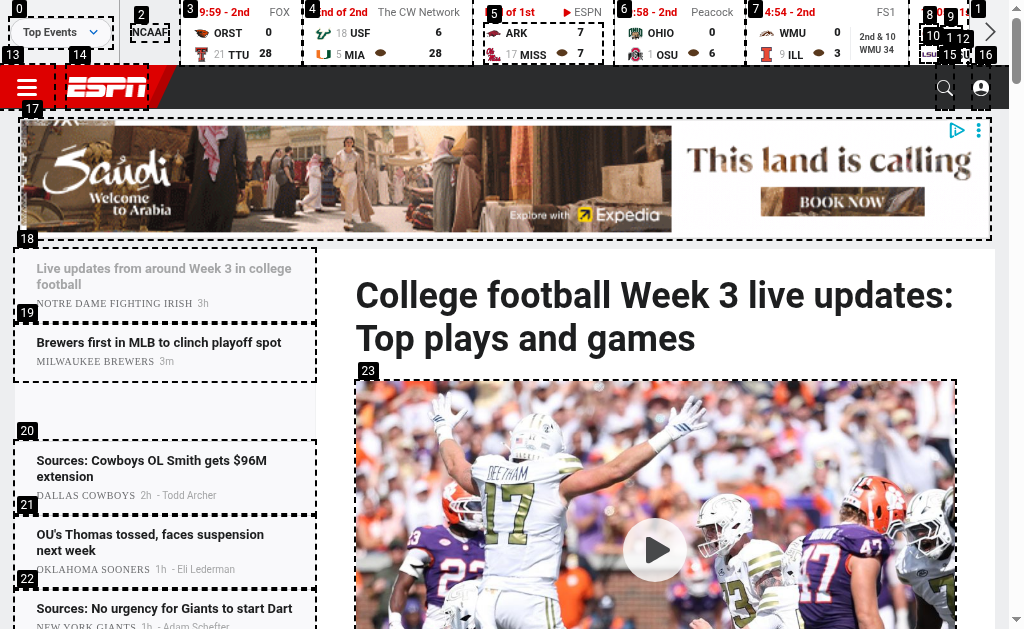 Top Events
NCAAF
9:59 - 2nd FOX
ORST 0
21 TTU 28
2nd of 2nd The CW Network
18 USF 6
5 MIA 28
of 1st ESPN
ARK 7
17 MISS 7
:58 - 2nd Peacock
OHIO 0
1 OSU 6
4:54 - 2nd FS1
WMU 0
9 ILL 3
2nd & 10
WMU 34
ESPN
Saudi
Welcome
to Arabia
Explore with Expedia
This land is calling
BOOK NOW
Live updates from around Week 3 in college
football
NOTRE DAME FIGHTING IRISH 3h
Brewers first in MLB to clinch playoff spot
MILWAUKEE BREWERS 3m
Sources: Cowboys OL Smith gets $96M
extension
DALLAS COWBOYS 2h - Todd Archer
OU's Thomas tossed, faces suspension
next week
OKLAHOMA SOONERS 1h - Eli Lederman
Sources: No urgency for Giants to start Dart
NEW YORK GIANTS 1h - Adam Schefter
College football Week 3 live updates:
Top plays and games
BEETHAM
17
23
47
0
1
2
3
4
5
6
7
8
9
10
12
13
14
15
16
17
18
19
20
21
22
23